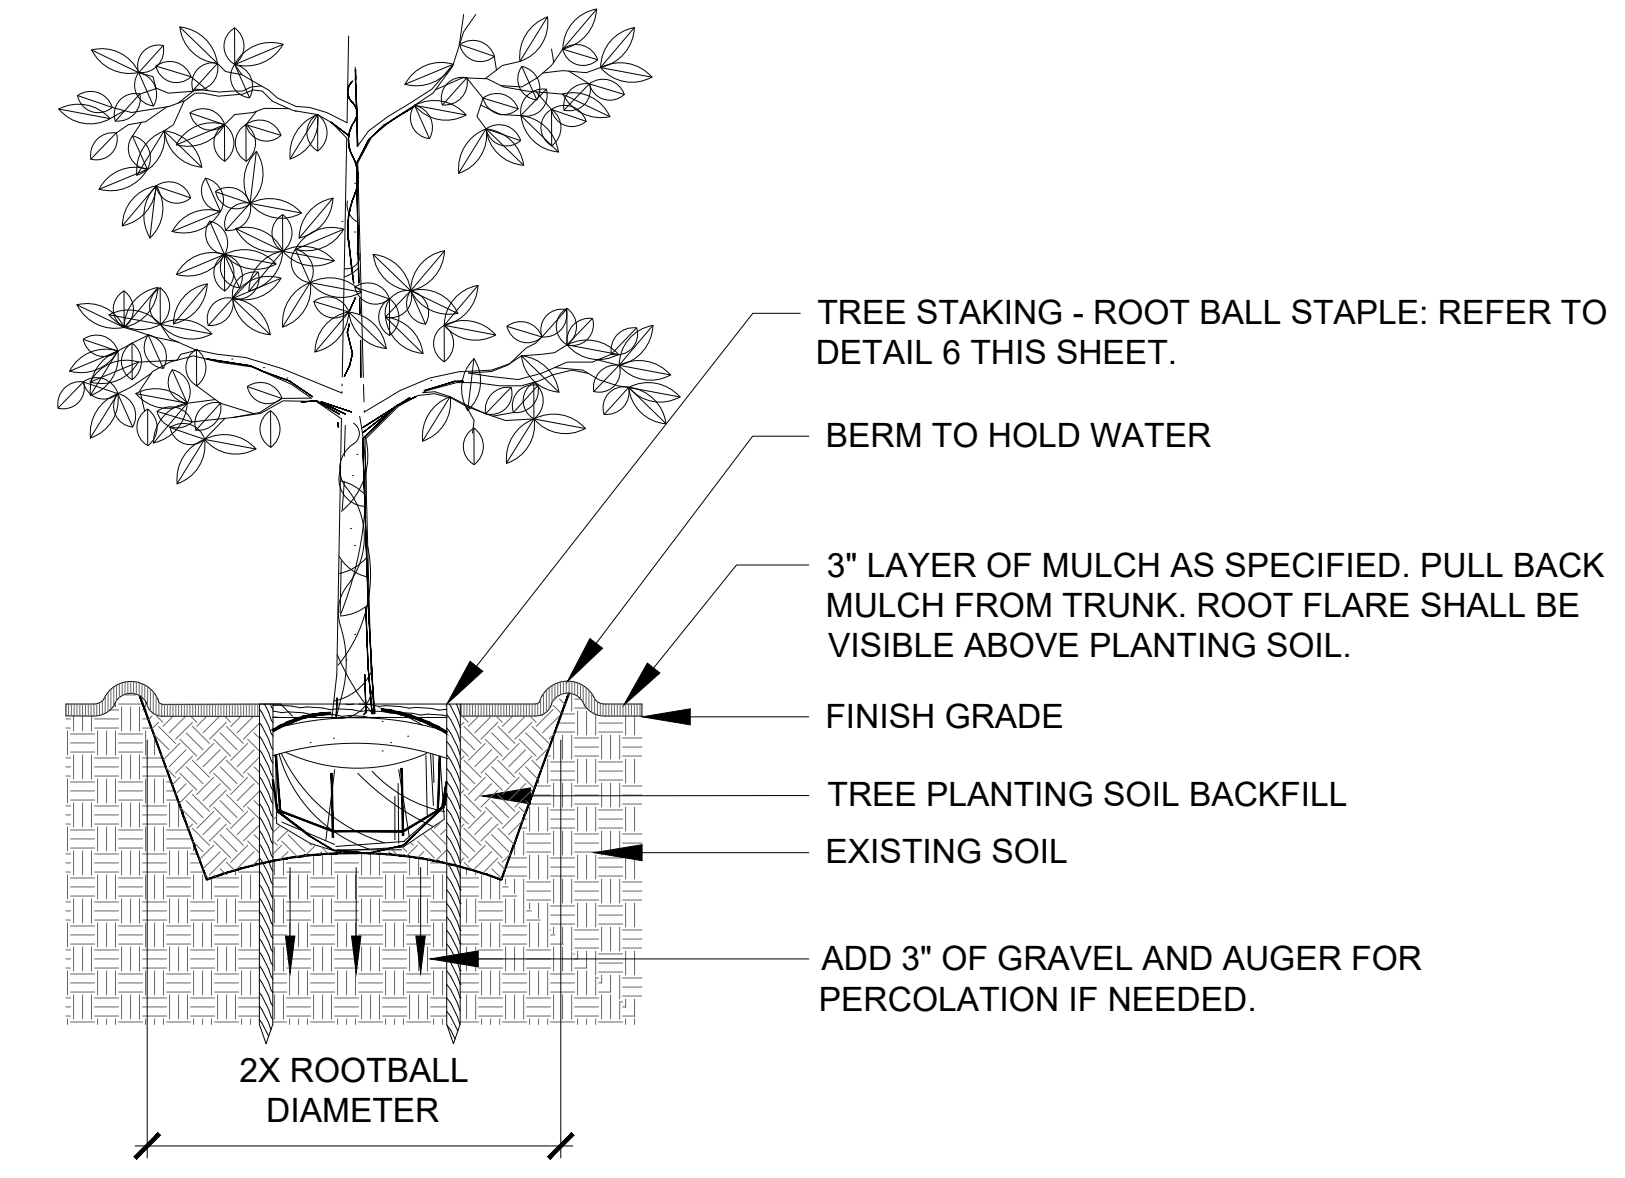 TREE STAKING - ROOT BALL STAPLE: REFER TO
DETAIL 6 THIS SHEET.
BERM TO HOLD WATER
3" LAYER OF MULCH AS SPECIFIED. PULL BACK
MULCH FROM TRUNK. ROOT FLARE SHALL BE
VISIBLE ABOVE PLANTING SOIL.
FINISH GRADE
TREE PLANTING SOIL BACKFILL
EXISTING SOIL
ADD 3" OF GRAVEL AND AUGER FOR
PERCOLATION IF NEEDED.
2X ROOTBALL
DIAMETER